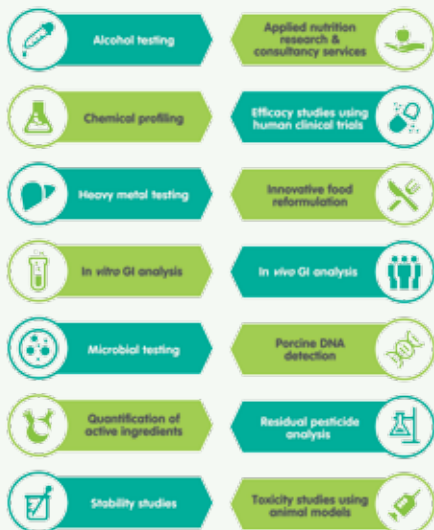 Alcohol testing
Applied nutrition
research &
consultancy services
Chemical profiling
Efficacy studies using
human clinical trials
Heavy metal testing
Innovative food
reformulation
In vitro GI analysis
In vivo GI analysis
Microbial testing
Porcine DNA
detection
Quantification of
active ingredients
Residual pesticide
analysis
Stability studies
Toxicity studies using
animal models